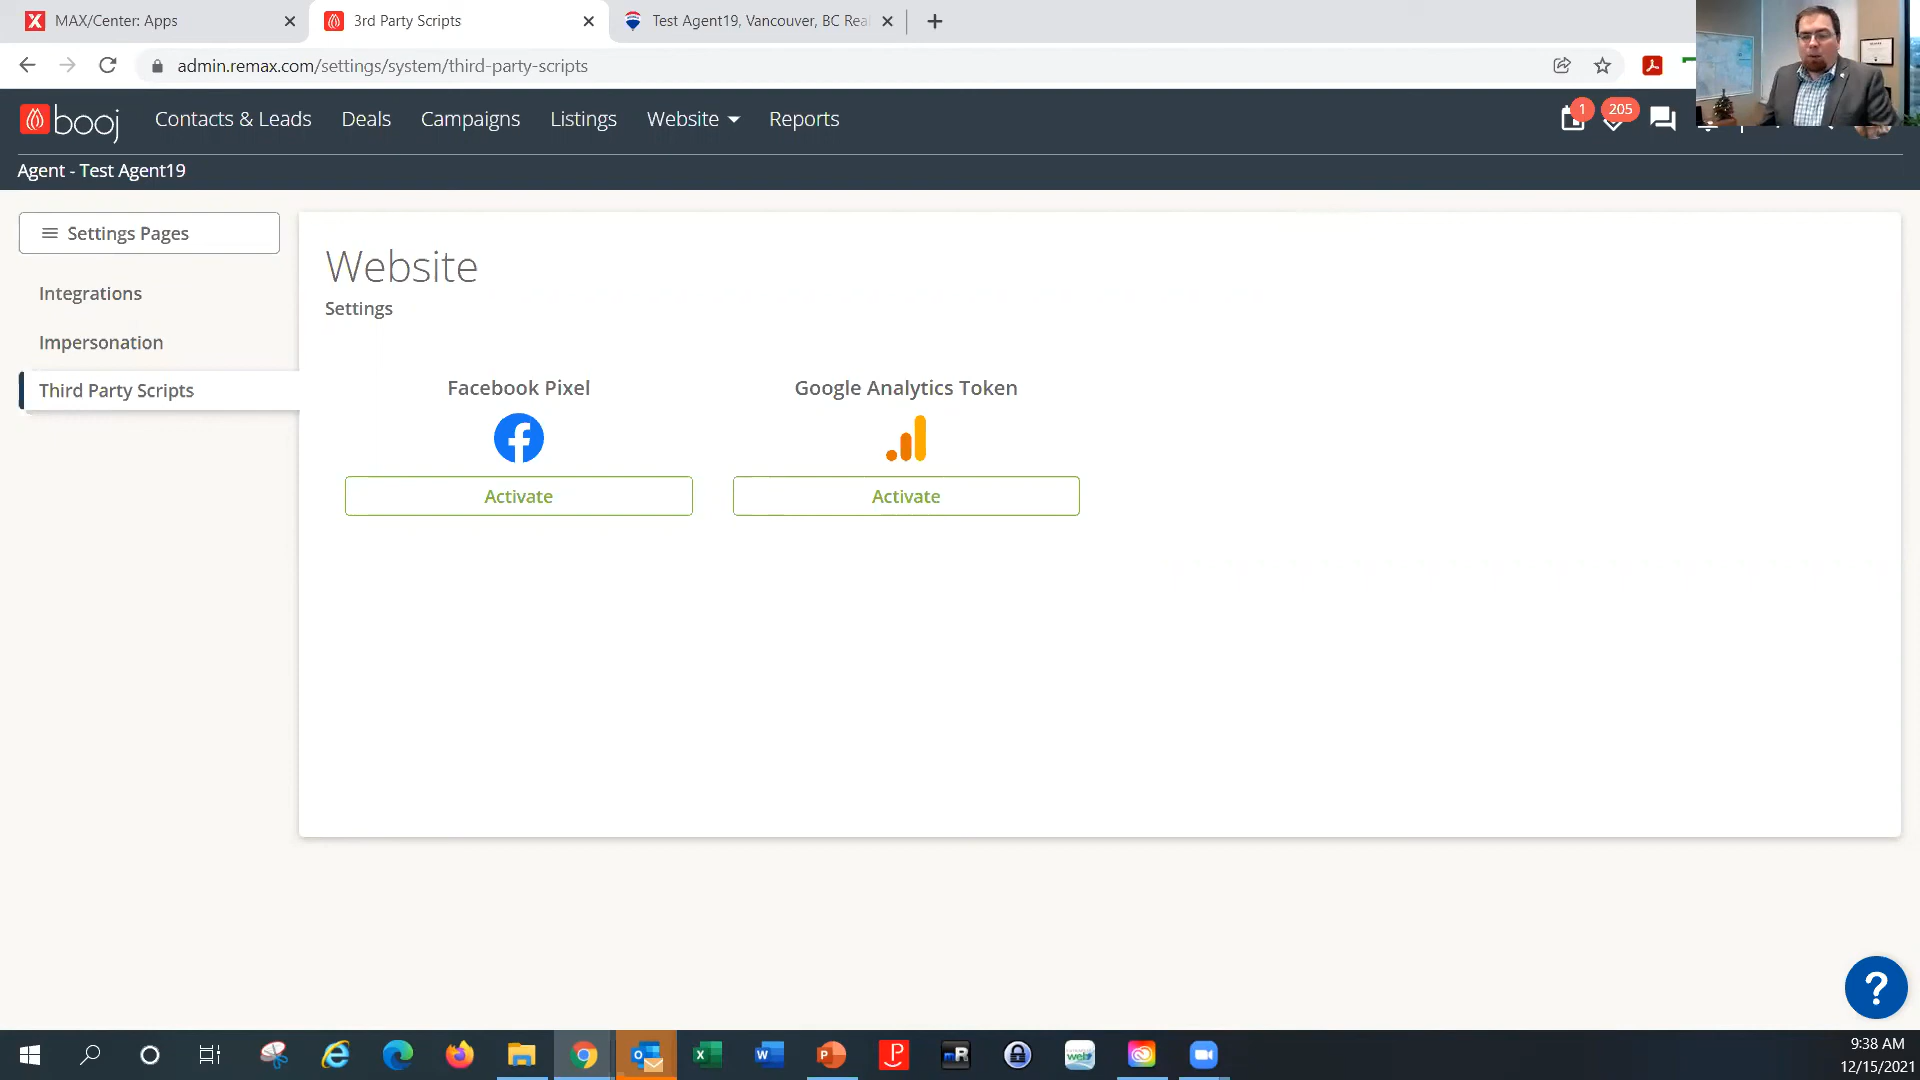 MAX/Center: Apps
3rd Party Scripts
Test Agent19, Vancouver, BC Rea
admin.remax.com/settings/system/third-party-scripts
booj
Contacts & Leads
Deals
Campaigns
Listings
Website
Reports
1
205
Agent - Test Agent19
Settings Pages
Integrations
Impersonation
Third Party Scripts
Website
Settings
Facebook Pixel
Google Analytics Token
Activate
Activate
?
9:38 AM
12/15/2021